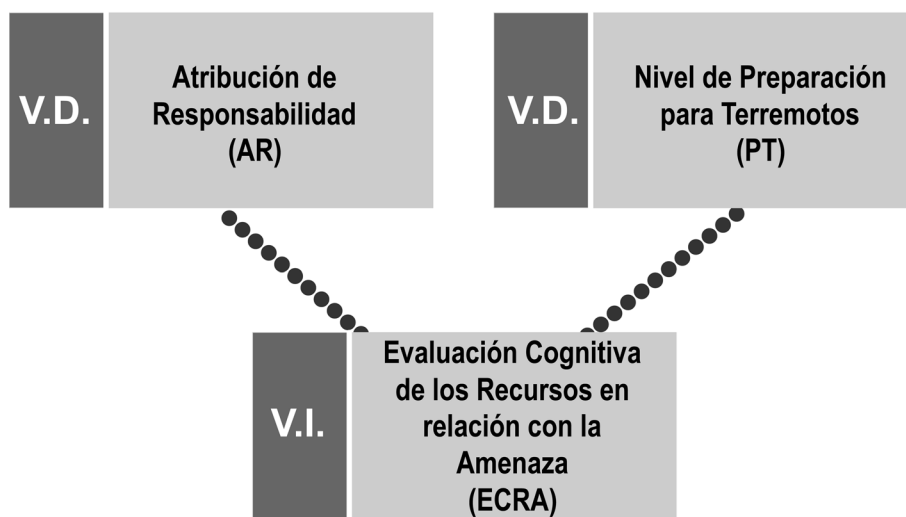 V.D.
Atribución de
Responsabilidad
(AR)
V.D.
Nivel de Preparación
para Terremotos
(PT)
V.I.
Evaluación Cognitiva
de los Recursos en
relación con la
Amenaza
(ECRA)